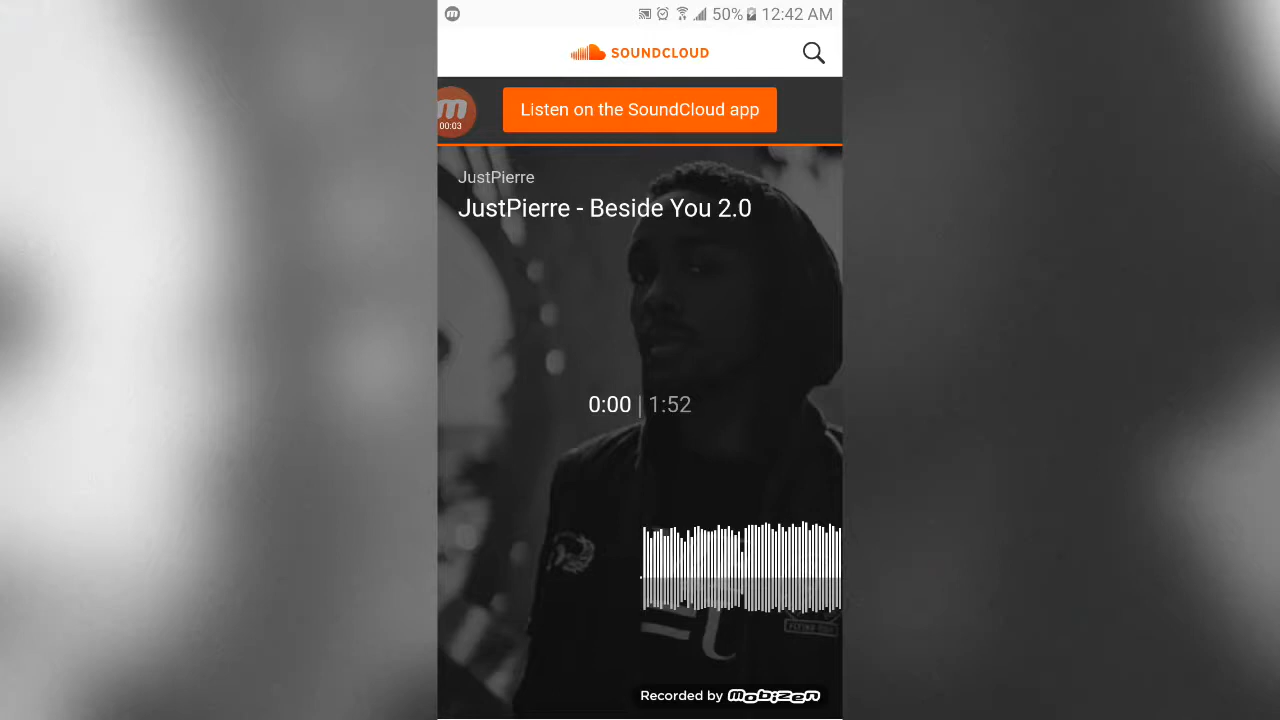 50% 12:42 AM
SOUNDCLOUD
Listen on the SoundCloud app
m
00:03
JustPierre
JustPierre - Beside You 2.0
0:00 | 1:52
Recorded by mobizen